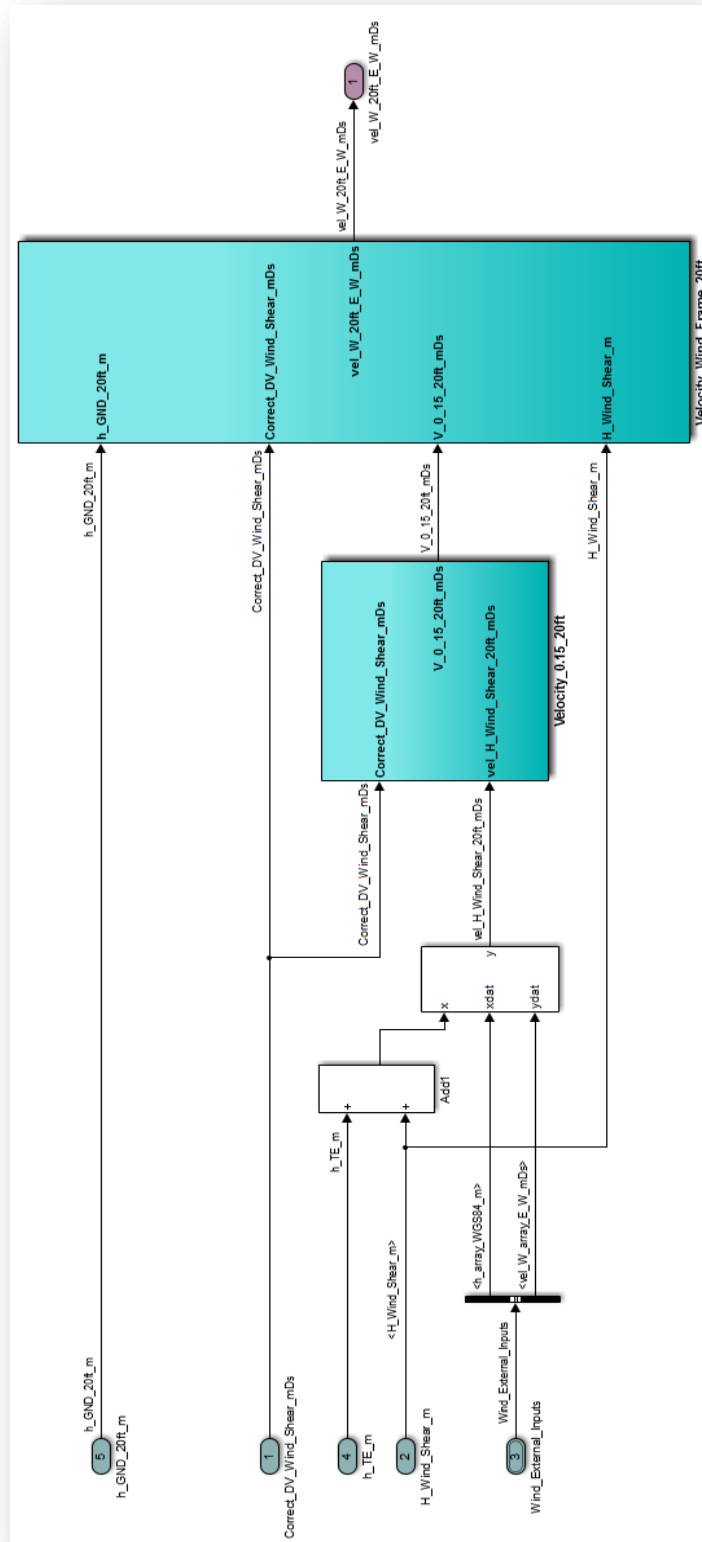 5
h_GND_20ft_m
h_GND_20ft_m
h_GND_20ft_m
h_GND_20ft_m
1
Correct_DV_Wind_Shear_mDs
Correct_DV_Wind_Shear_mDs
Correct_DV_Wind_Shear_mDs
4
h_TE_m
h_TE_m
2
H_Wind_Shear_m
<H_Wind_Shear_m>
+
+
Add1
3
Wind_External_Inputs
Wind_External_Inputs
<h_array_WGS84_m>
<vel_W_array_E_W_mDs>
x
xdat
ydat
y
Correct_DV_Wind_Shear_mDs
vel_H_Wind_Shear_20ft_mDs
Correct_DV_Wind_Shear_mDs
vel_H_Wind_Shear_20ft_mDs
V_0_15_20ft_mDs
Velocity_0.15_20ft
V_0_15_20ft_mDs
V_0_15_20ft_mDs
H_Wind_Shear_m
H_Wind_Shear_m
vel_W_20ft_E_W_mDs
Velocity_Wind_Frame_20ft
vel_W_20ft_E_W_mDs
1
vel_W_20ft_E_W_mDs